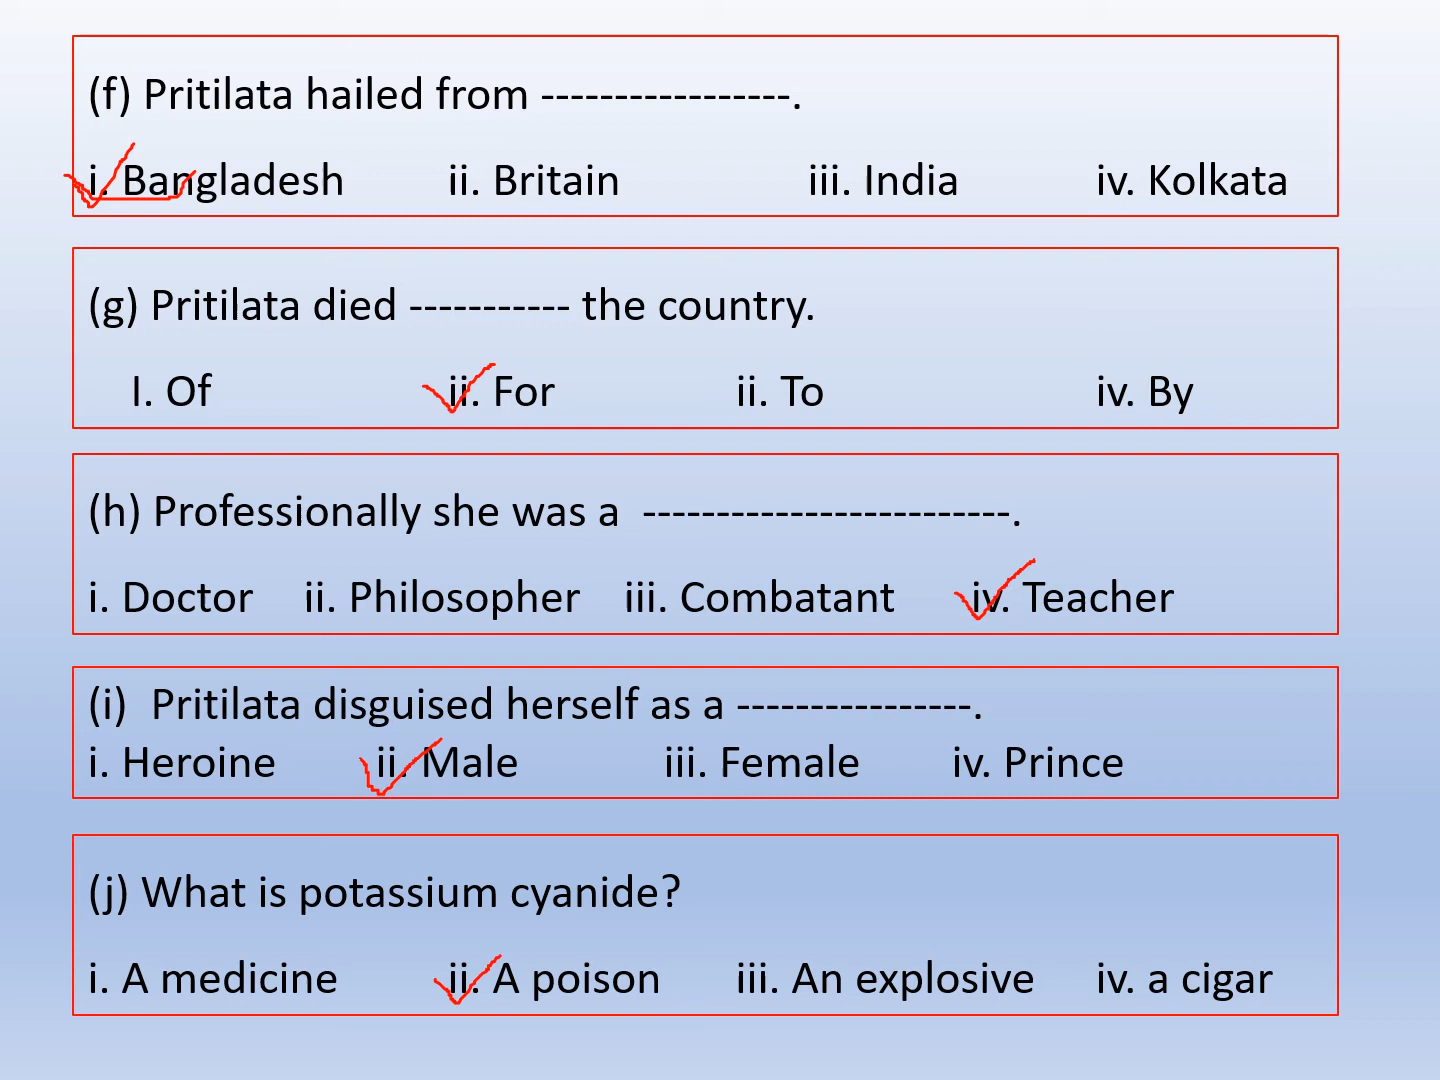 (f) Pritilata hailed from -----------------.
i. Bangladesh ii. Britain iii. India iv. Kolkata
(g) Pritilata died ----------- the country.
I. Of ii. For ii. To iv. By
(h) Professionally she was a -------------------------.
i. Doctor ii. Philosopher iii. Combatant iv. Teacher
(i) Pritilata disguised herself as a ----------------.
i. Heroine ii. Male iii. Female iv. Prince
(j) What is potassium cyanide?
i. A medicine ii. A poison iii. An explosive iv. a cigar